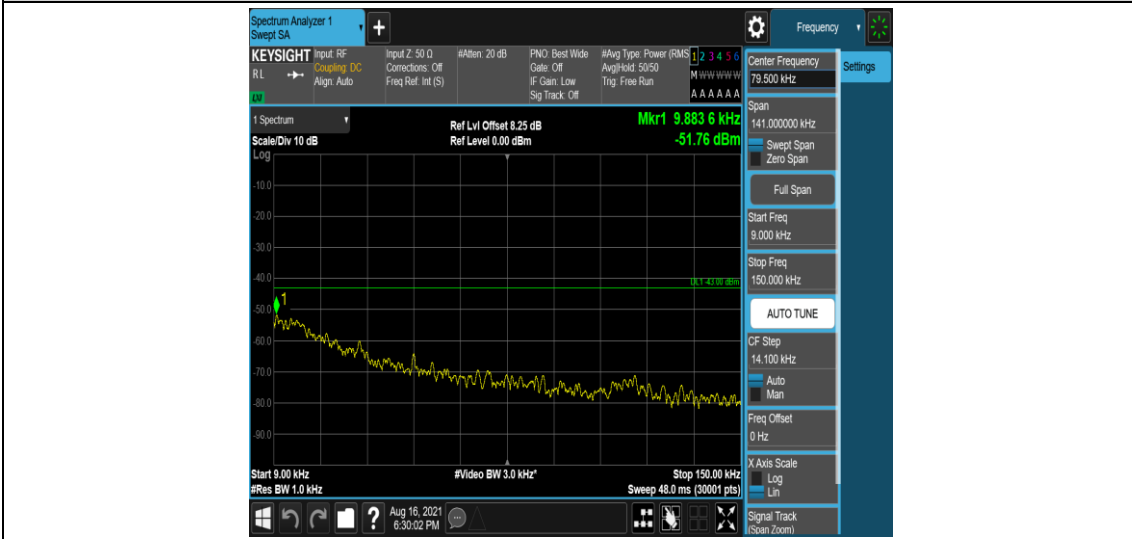 Spectrum Analyzer 1
Swept SA
+
Frequency
KEYSIGHT
RL
LXI
Input: RF
Coupling: DC
Align: Auto
Input Z: 50 Ω
Corrections: Off
Freq Ref: Int (S)
#Atten: 20 dB
PNO: Best Wide
Gate: Off
IF Gain: Low
Sig Track: Off
#Avg Type: Power (RMS
Avg|Hold: 50/50
Trig: Free Run
1 2 3 4 5 6
M W W W W W
A A A A A A
1 Spectrum
Scale/Div 10 dB
Ref Lvl Offset 8.25 dB
Ref Level 0.00 dBm
Mkr1 9.883 6 kHz
-51.76 dBm
Log
-10.0
-20.0
-30.0
-40.0
-50.0
-60.0
-70.0
-80.0
-90.0
DL1 -43.00 dBm
1
Start 9.00 kHz
#Video BW 3.0 kHz*
Stop 150.00 kHz
#Res BW 1.0 kHz
Sweep 48.0 ms (30001 pts)
?
Aug 16, 2021
6:30:02 PM
Center Frequency
79.500 kHz
Settings
Span
141.000000 kHz
Swept Span
Zero Span
Full Span
Start Freq
9.000 kHz
Stop Freq
150.000 kHz
AUTO TUNE
CF Step
14.100 kHz
Auto
Man
Freq Offset
0 Hz
X Axis Scale
Log
Lin
Signal Track
(Span Zoom)